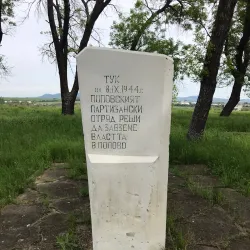 ТУК
НА 8.IX.1944 г.
ПОПОВСКИЯТ
ПАРТИЗАНСКИ
ОТРЯД РЕШИ
ДА ЗАВЗЕМЕ
ВЛАСТТА
В ПОПОВО